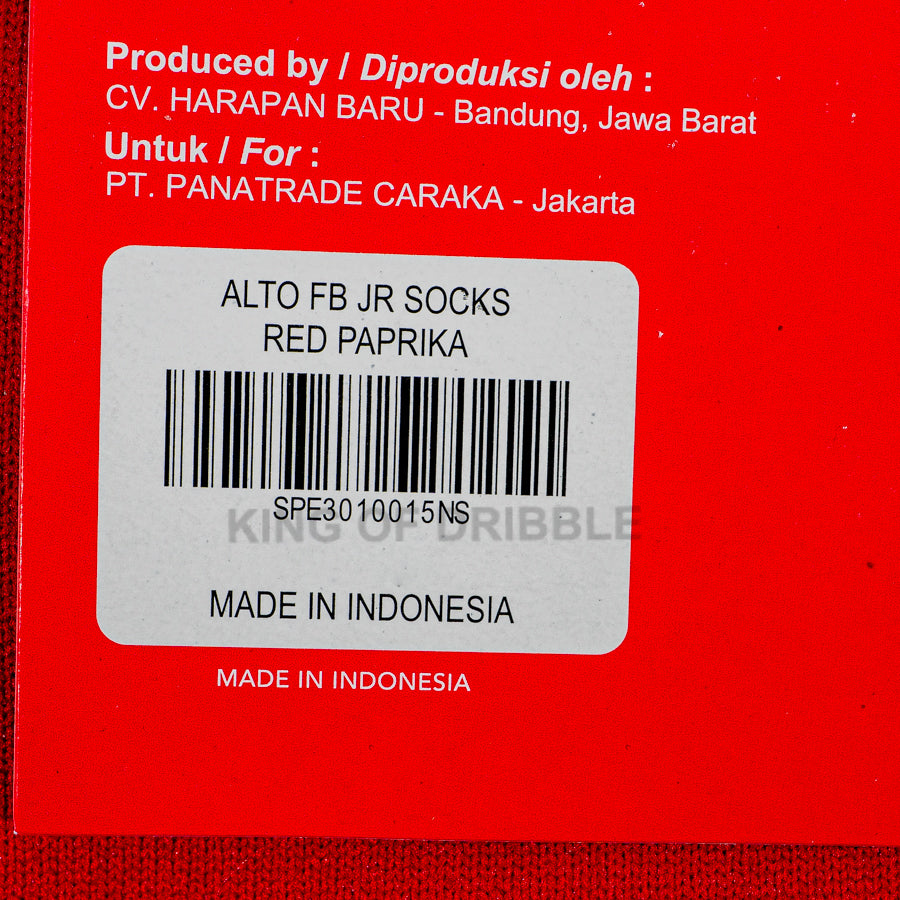 Produced by / Diproduksi oleh :
CV. HARAPAN BARU - Bandung, Jawa Barat
Untuk / For :
PT. PANATRADE CARAKA - Jakarta
ALTO FB JR SOCKS
RED PAPRIKA
SPE3010015NS
KING OF DRIBBLE
MADE IN INDONESIA
MADE IN INDONESIA